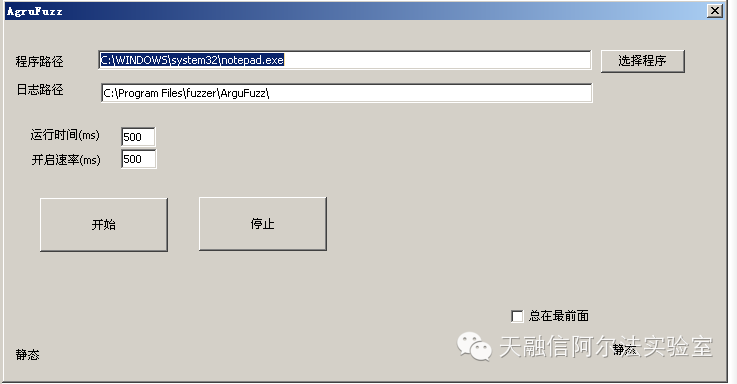 AgruFuzz
程序路径 C:\WINDOWS\system32\notepad.exe 选择程序
日志路径 C:\Program Files\fuzzer\ArguFuzz\
运行时间(ms) 500
开启速率(ms) 500
开始 停止
总在最前面
天融信阿尔法实验室
静态 静态